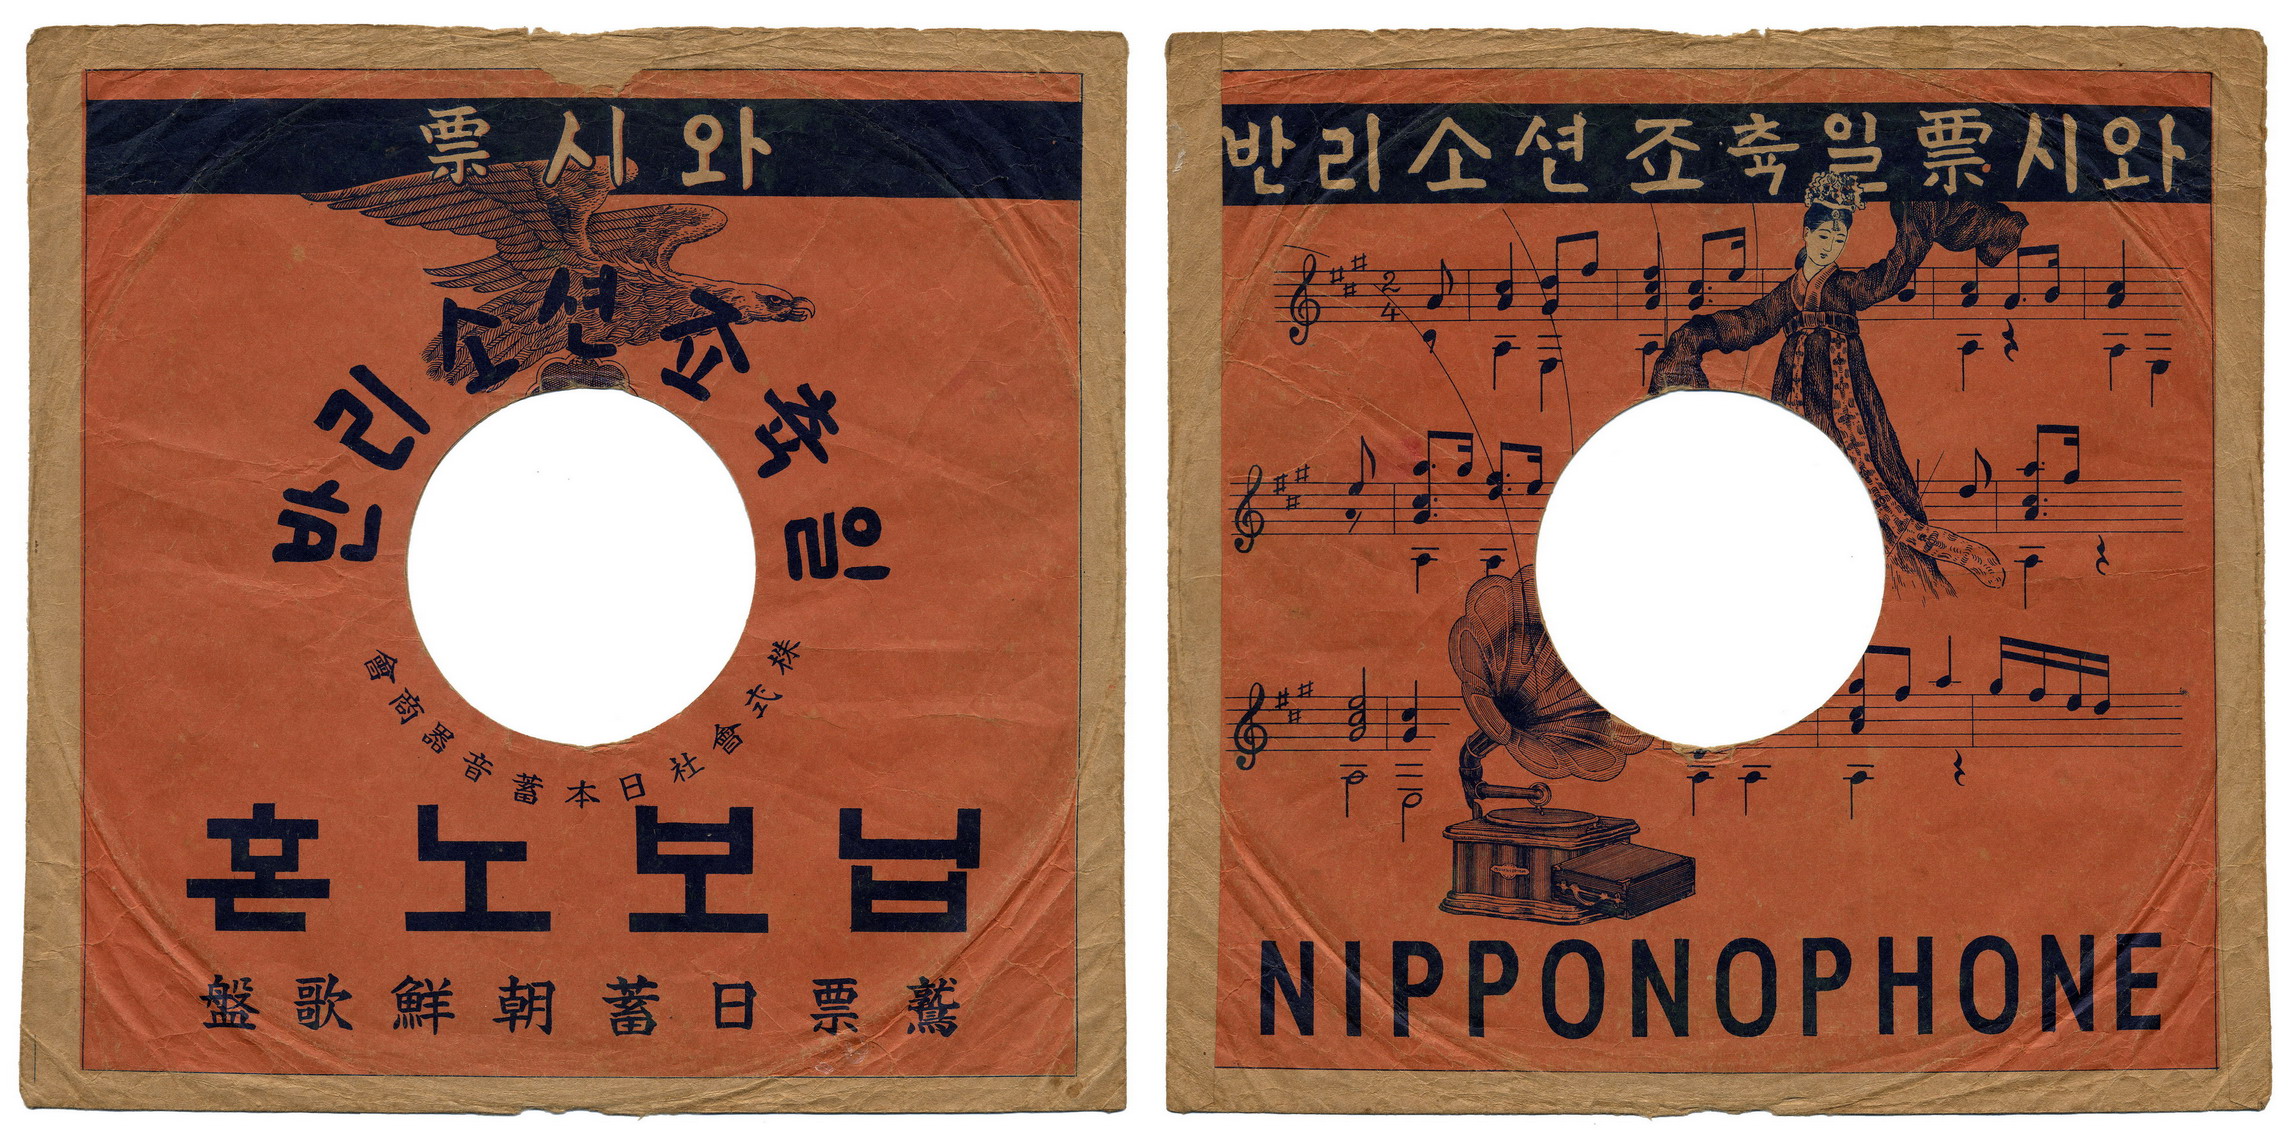 와시票
일츅죠션소리반
株式會社日本蓄音器商會
닙보노혼
鷲票日蓄朝鮮歌盤
와시票일츅죠션소리반
NIPPONOPHONE